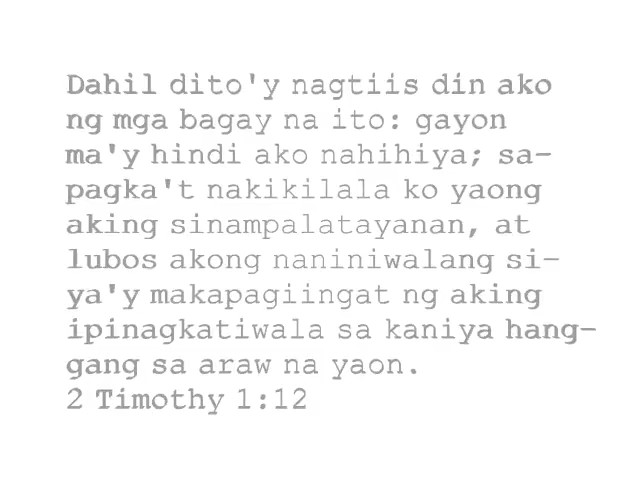 Dahil dito'y nagtiis din ako
ng mga bagay na ito: gayon
ma'y hindi ako nahihiya; sa-
pagka't nakikilala ko yaong
aking sinampalatayanan, at
lubos akong naniniwalang si-
ya'y makapagiingat ng aking
ipinagkatiwala sa kaniya hang-
gang sa araw na yaon.
2 Timothy 1:12